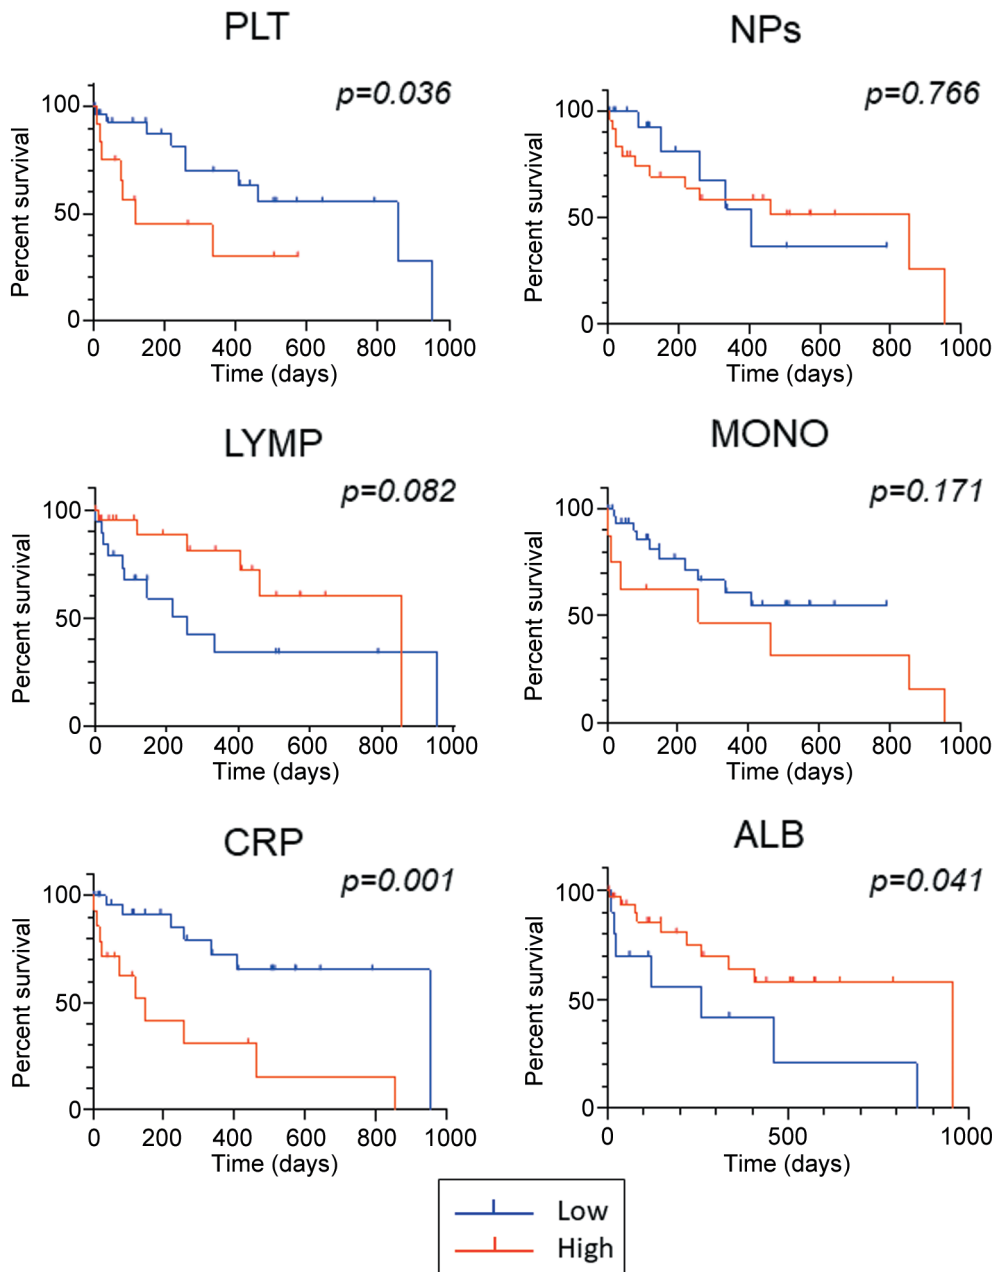 PLT
p=0.036
Percent survival
100
50
0
0 200 400 600 800 1000
Time (days)
NPs
p=0.766
Percent survival
100
50
0
0 200 400 600 800 1000
Time (days)
LYMP
p=0.082
Percent survival
100
50
0
0 200 400 600 800 1000
Time (days)
MONO
p=0.171
Percent survival
100
50
0
0 200 400 600 800 1000
Time (days)
CRP
p=0.001
Percent survival
100
50
0
0 200 400 600 800 1000
Time (days)
ALB
p=0.041
Percent survival
100
50
0
0 500 1000
Time (days)
Low
High